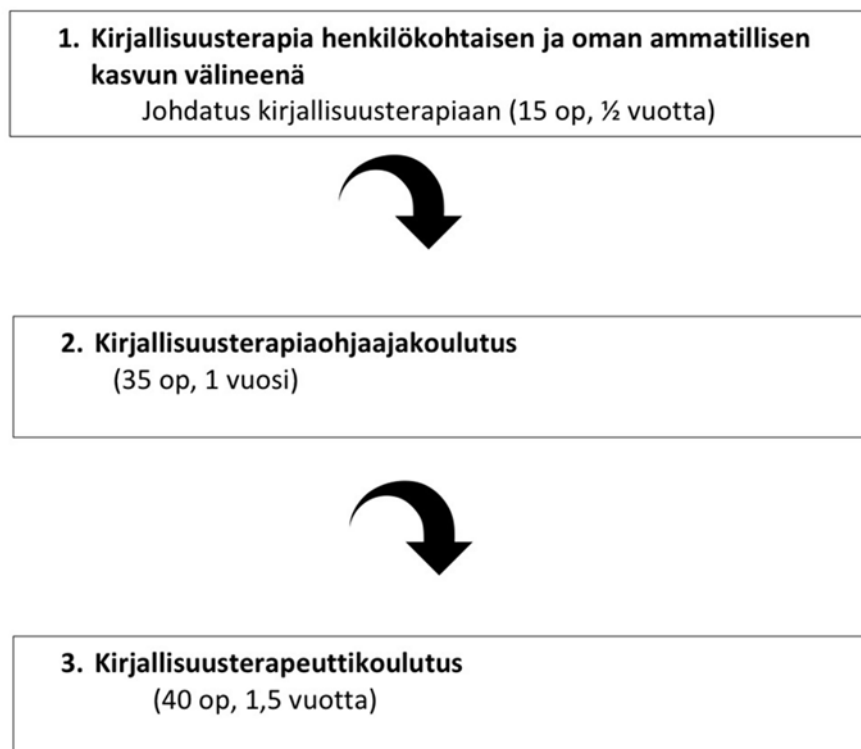 1. Kirjallisuusterapia henkilökohtaisen ja oman ammatillisen
kasvun välineenä
Johdatus kirjallisuusterapiaan (15 op, ½ vuotta)
2. Kirjallisuusterapiaohjaajakoulutus
(35 op, 1 vuosi)
3. Kirjallisuusterapeuttikoulutus
(40 op, 1,5 vuotta)